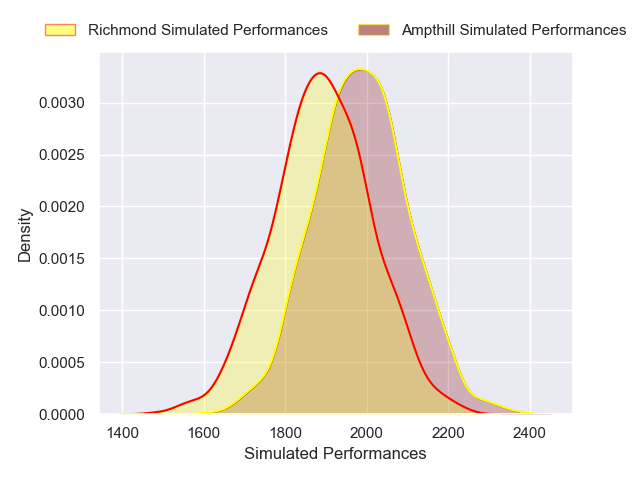 Richmond Simulated Performances Ampthill Simulated Performances
0.0030
0.0025
0.0020
0.0015
0.0010
0.0005
0.0000
Density
1400 1600 1800 2000 2200 2400
Simulated Performances